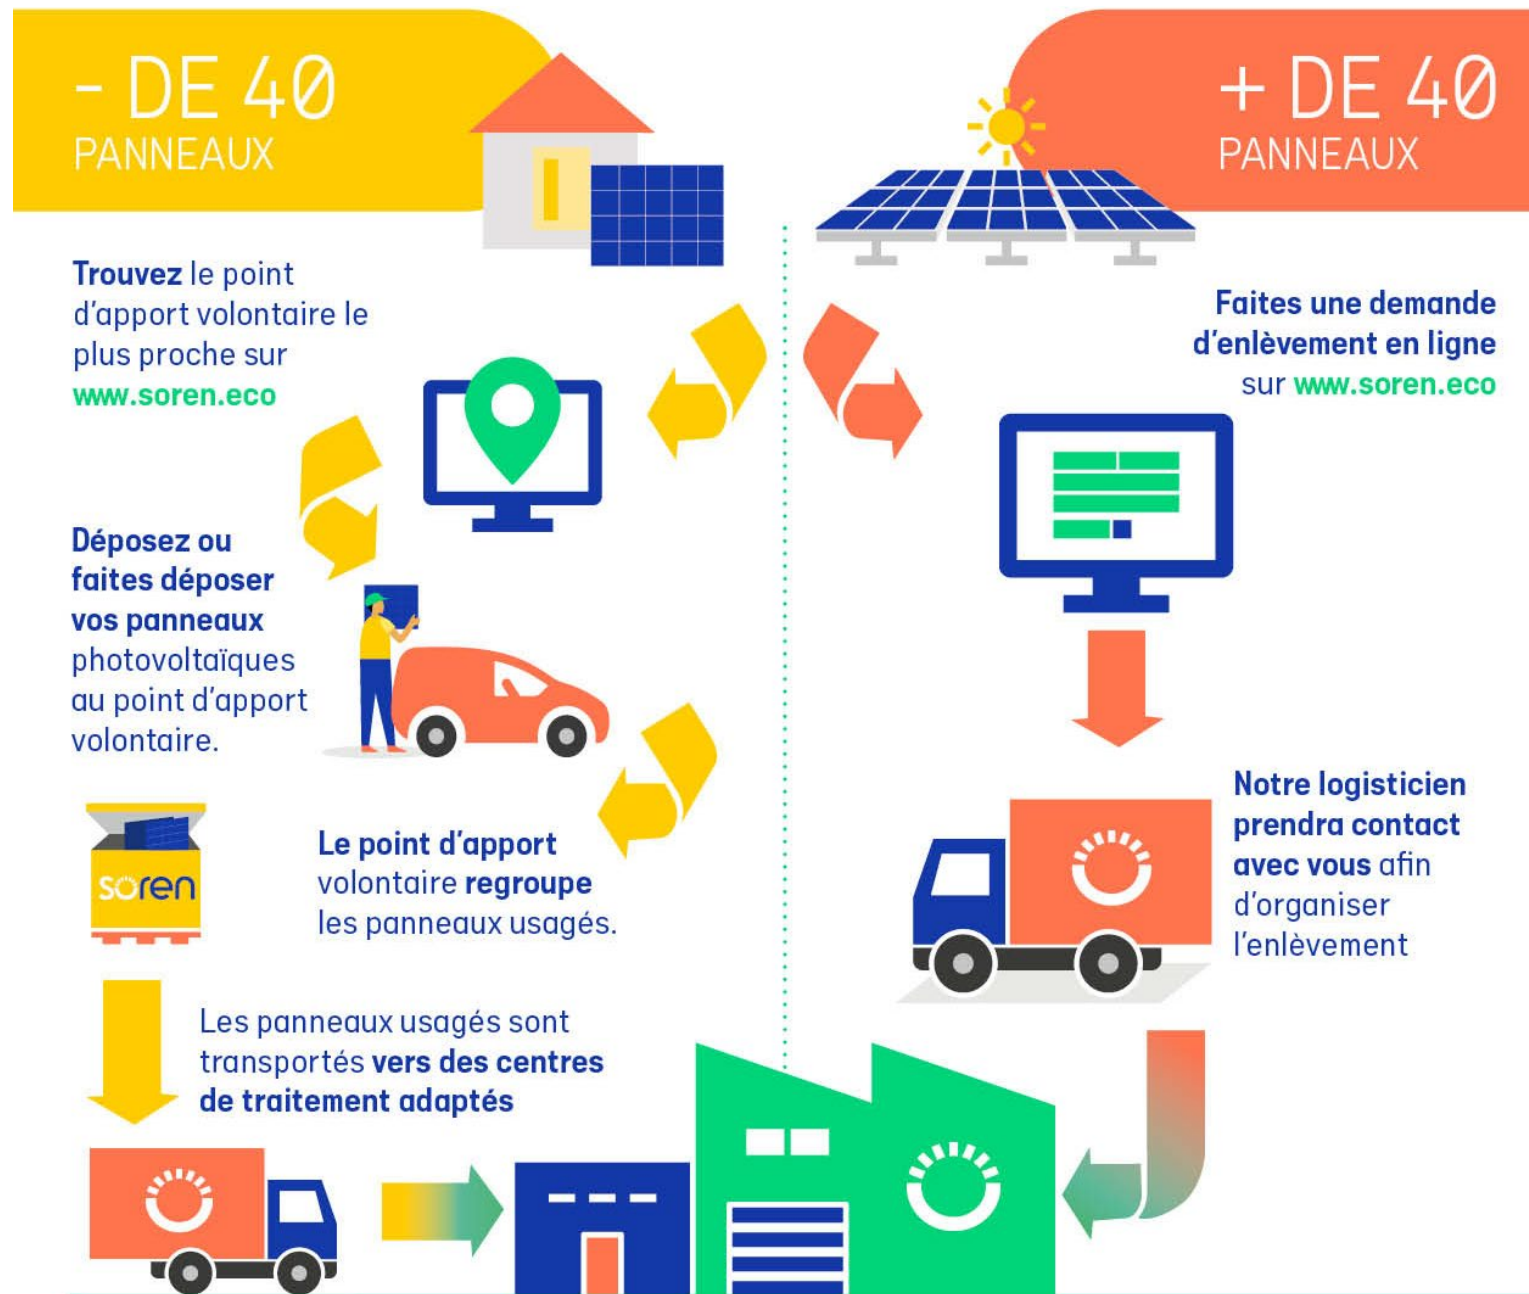 - DE 40
PANNEAUX
Trouvez le point
d'apport volontaire le
plus proche sur
www.soren.eco
Déposez ou
faites déposer
vos panneaux
photovoltaïques
au point d'apport
volontaire.
soren
Le point d'apport
volontaire regroupe
les panneaux usagés.
Les panneaux usagés sont
transportés vers des centres
de traitement adaptés
+ DE 40
PANNEAUX
Faites une demande
d'enlèvement en ligne
sur www.soren.eco
Notre logisticien
prendra contact
avec vous afin
d'organiser
l'enlèvement